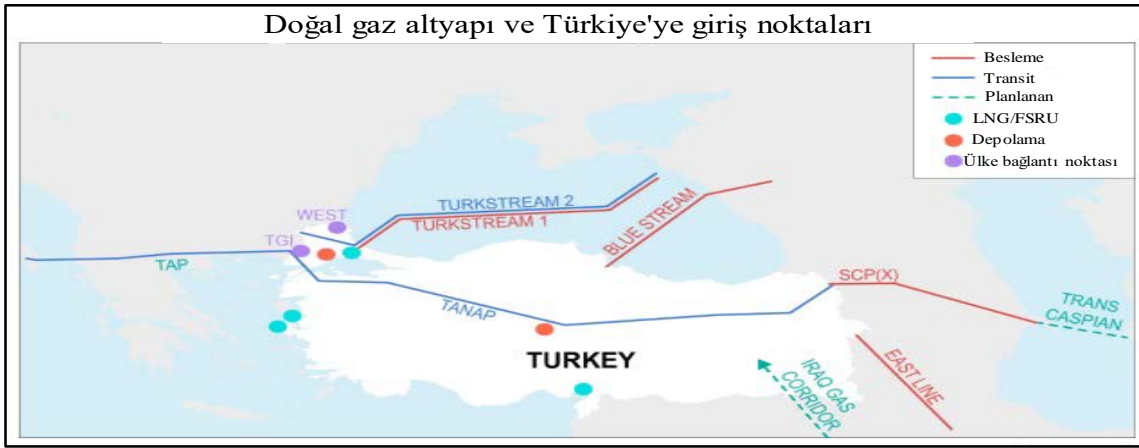 Doğal gaz altyapı ve Türkiye'ye giriş noktaları
Besleme
Transit
Planlanan
LNG/FSRU
Depolama
Ülke bağlantı noktası
TURKSTREAM 2
WEST
TURKSTREAM 1
BLUE STREAM
TGI
TAP
SCP(X)
TRANS
CASPIAN
TANAP
TURKEY
EAST LINE
IRAQ GAS
CORRIDOR